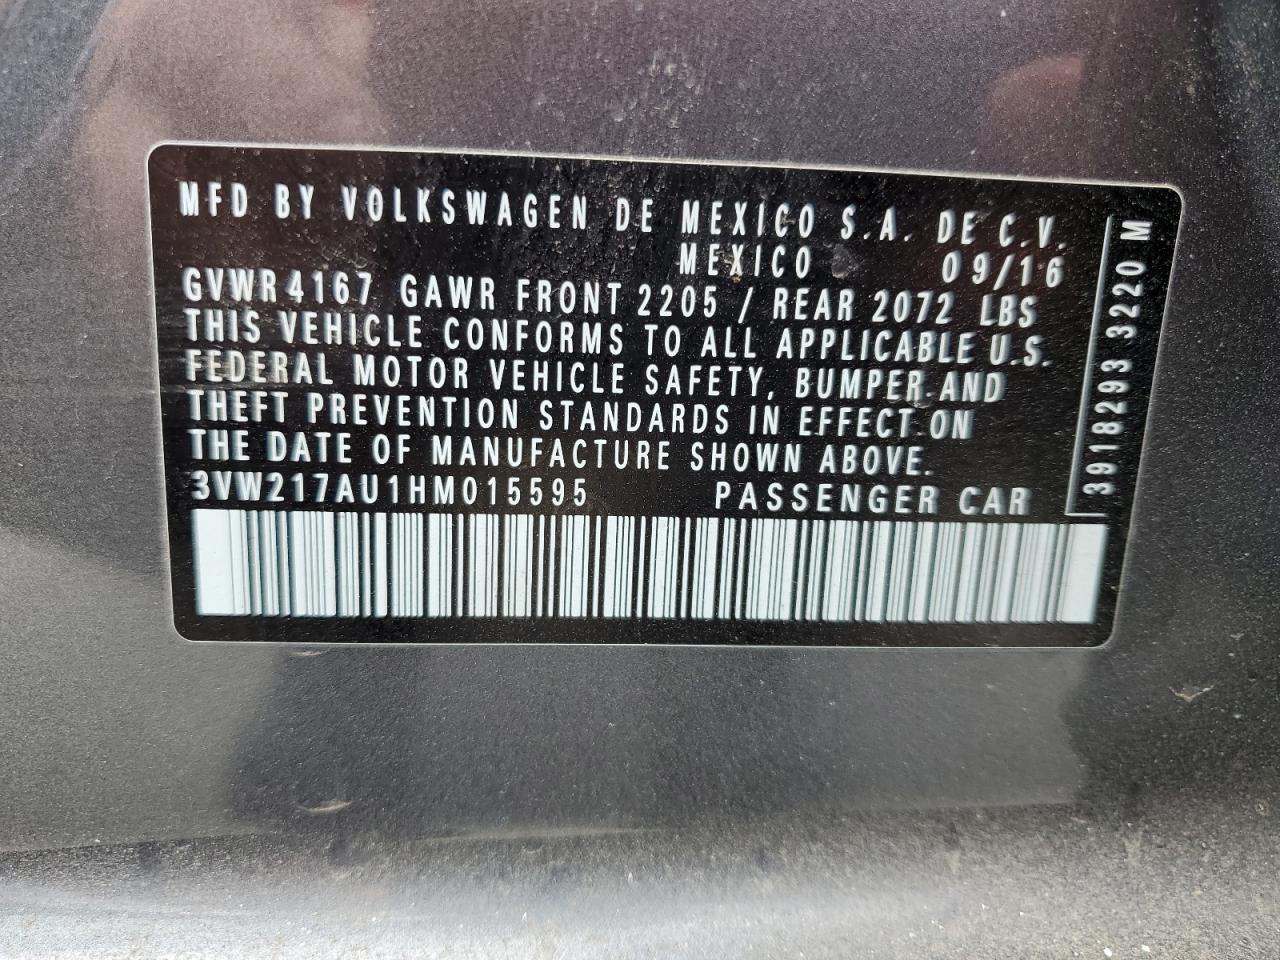 MFD BY VOLKSWAGEN DE MEXICO S.A. DE C.V.
MEXICO 09/16
GVWR 4167 GAWR FRONT 2205 / REAR 2072 LBS
THIS VEHICLE CONFORMS TO ALL APPLICABLE U.S.
FEDERAL MOTOR VEHICLE SAFETY, BUMPER AND
THEFT PREVENTION STANDARDS IN EFFECT ON
THE DATE OF MANUFACTURE SHOWN ABOVE.
3VW217AU1HM015595 PASSENGER CAR
3918293 3220 M